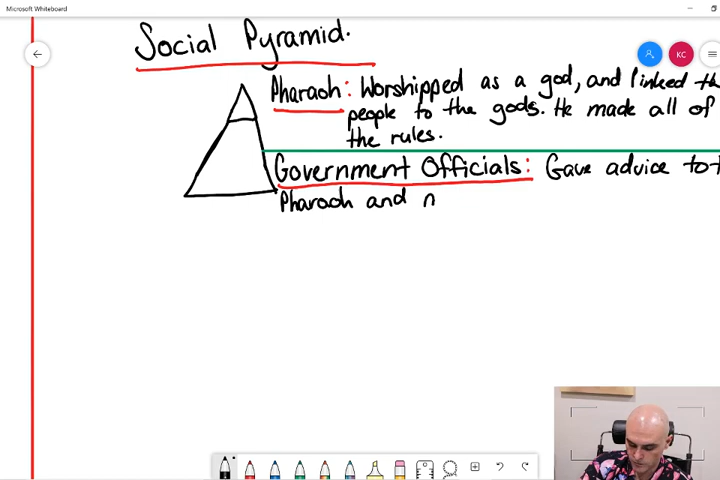 Microsoft Whiteboard
Social Pyramid.
KC
Pharaoh: Worshipped as a god, and linked th
people to the gods. He made all of
the rules.
Government Officials: Gave advice to t
Pharaoh and n